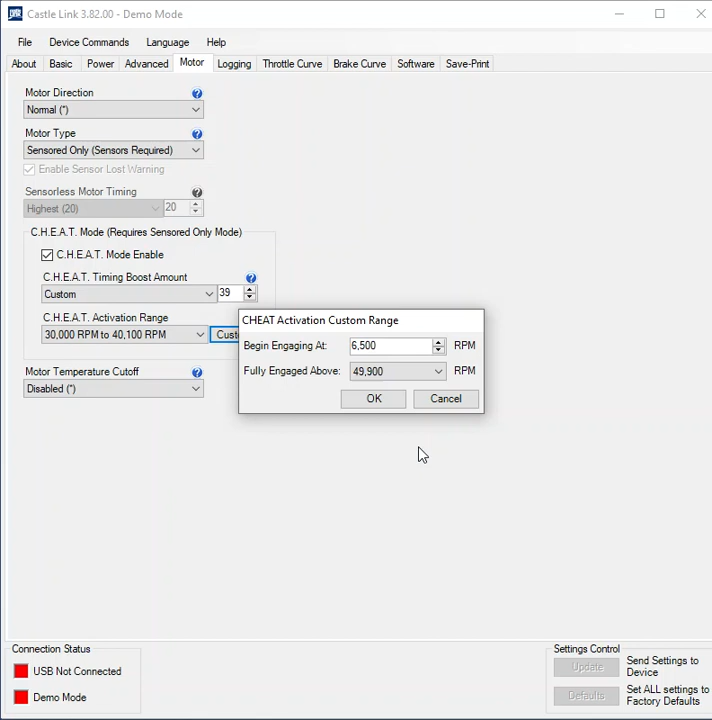 Castle Link 3.82.00 - Demo Mode
File Device Commands Language Help
About Basic Power Advanced Motor Logging Throttle Curve Brake Curve Software Save-Print
Motor Direction
Normal (*)
Motor Type
Sensored Only (Sensors Required)
Enable Sensor Lost Warning
Sensorless Motor Timing
Highest (20) 20
C.H.E.A.T. Mode (Requires Sensored Only Mode)
C.H.E.A.T. Mode Enable
C.H.E.A.T. Timing Boost Amount
Custom 39
C.H.E.A.T. Activation Range
30,000 RPM to 40,100 RPM
CHEAT Activation Custom Range
Begin Engaging At: 6,500 RPM
Fully Engaged Above: 49,900 RPM
OK Cancel
Motor Temperature Cutoff
Disabled (*)
Connection Status
USB Not Connected
Demo Mode
Settings Control
Update Send Settings to
Device
Defaults Set ALL settings to
Factory Defaults